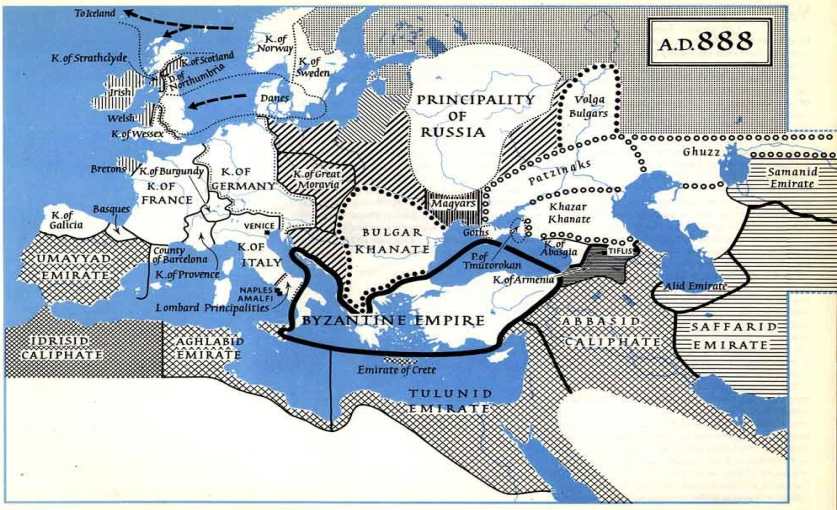 To Iceland
A.D.888
K. of Norway
K. of Sweden
K. of Strathclyde
K. of Scotland
D. of Northumbria
Irish
Danes
Welsh
K. of Wessex
PRINCIPALITY
OF
RUSSIA
Volga
Bulgars
Ghuzz
Patzinaks
Samanid
Emirate
Bretons
K. of Burgundy
K. OF
FRANCE
K. OF
GERMANY
K. of Great
Moravia
Magyars
Khazar
Khanate
Basques
K. of
Galicia
VENICE
BULGAR
KHANATE
Goths
K. of
Abasgia
TIFLIS
UMAYYAD
EMIRATE
County
of Barcelona
K. of Provence
K. OF
ITALY
P. of
Tmutorokan
K. of Armenia
Alid Emirate
NAPLES
AMALFI
Lombard Principalities
BYZANTINE EMPIRE
IDRISID
CALIPHATE
AGHLABID
EMIRATE
ABBASID
CALIPHATE
SAFFARID
EMIRATE
Emirate of Crete
TULUNID
EMIRATE